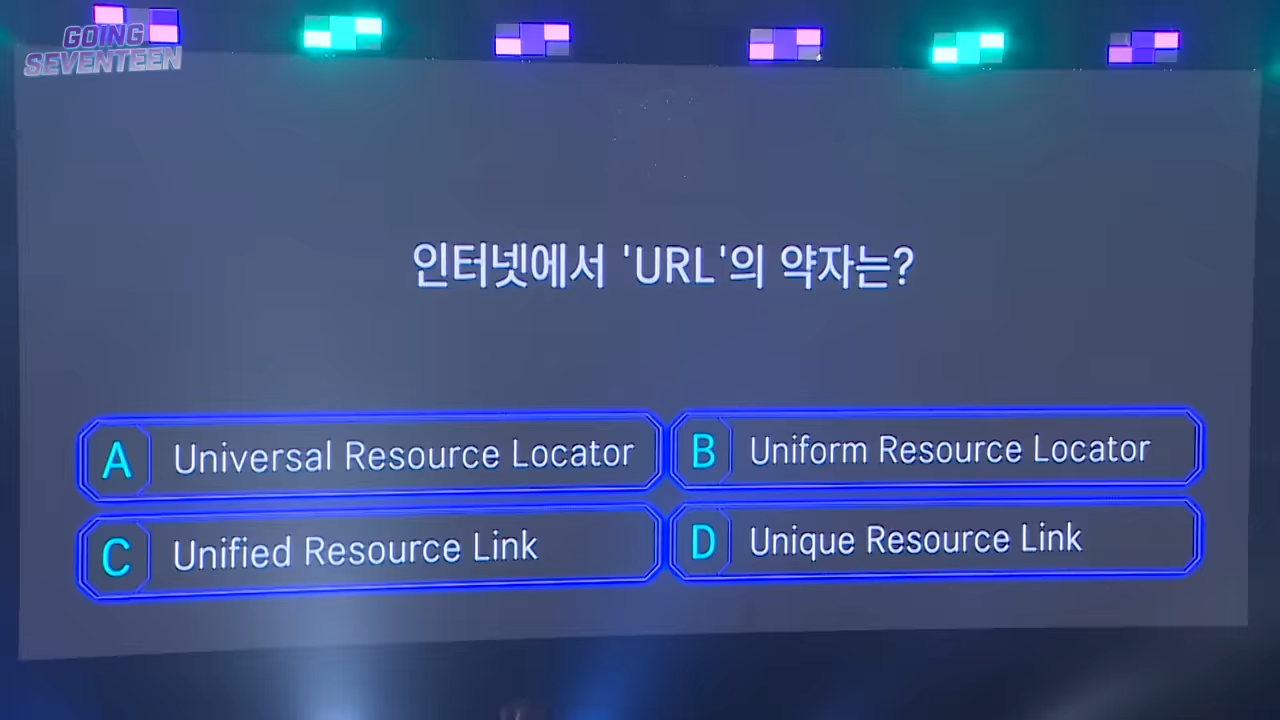 GOING
SEVENTEEN
인터넷에서 'URL'의 약자는?
A Universal Resource Locator
B Uniform Resource Locator
C Unified Resource Link
D Unique Resource Link